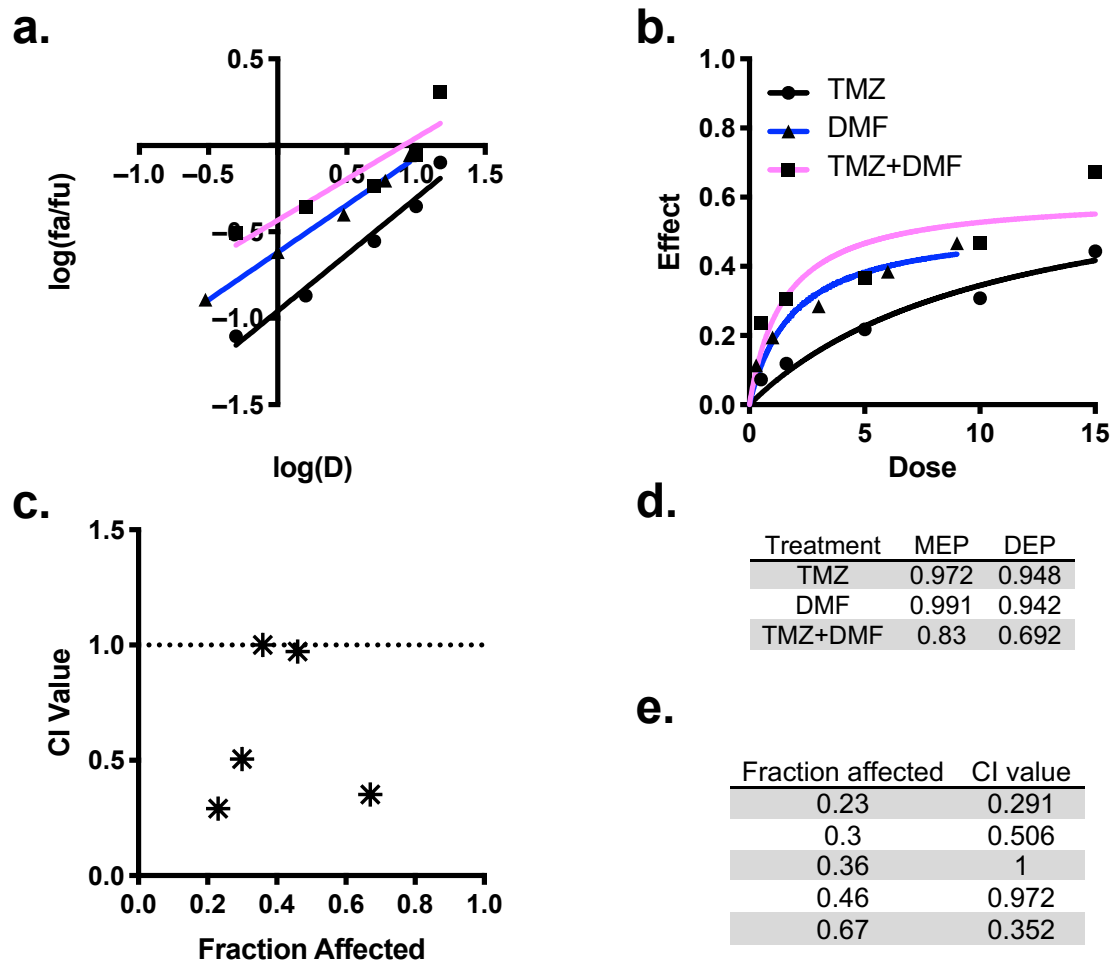 a.
0.5
−1.0
−0.5
0.5
1.0
1.5
−0.5
−1.0
−1.5
log(fa/fu)
log(D)
b.
1.0
0.8
0.6
0.4
0.2
0.0
0
5
10
15
Effect
Dose
TMZ
DMF
TMZ+DMF
c.
1.5
1.0
0.5
0.0
0.0
0.2
0.4
0.6
0.8
1.0
CI Value
Fraction Affected
d.
Treatment MEP DEP
TMZ 0.972 0.948
DMF 0.991 0.942
TMZ+DMF 0.83 0.692
e.
Fraction affected CI value
0.23 0.291
0.3 0.506
0.36 1
0.46 0.972
0.67 0.352